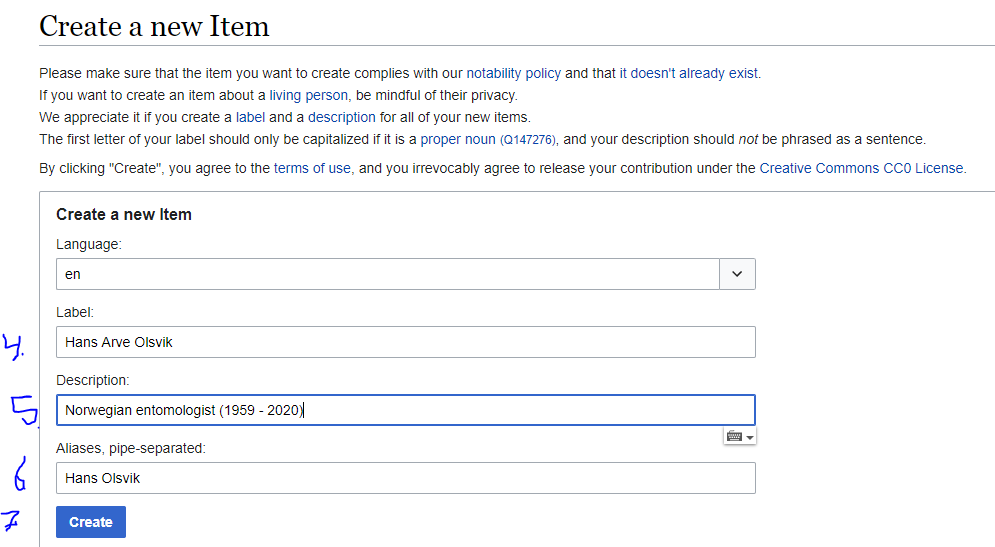 Create a new Item
Please make sure that the item you want to create complies with our notability policy and that it doesn't already exist.
If you want to create an item about a living person, be mindful of their privacy.
We appreciate it if you create a label and a description for all of your new items.
The first letter of your label should only be capitalized if it is a proper noun (Q147276), and your description should not be phrased as a sentence.
By clicking "Create", you agree to the terms of use, and you irrevocably agree to release your contribution under the Creative Commons CC0 License.
Create a new Item
Language:
en
Label:
4. Hans Arve Olsvik
Description:
5. Norwegian entomologist (1959 - 2020)
Aliases, pipe-separated:
6 Hans Olsvik
7 Create